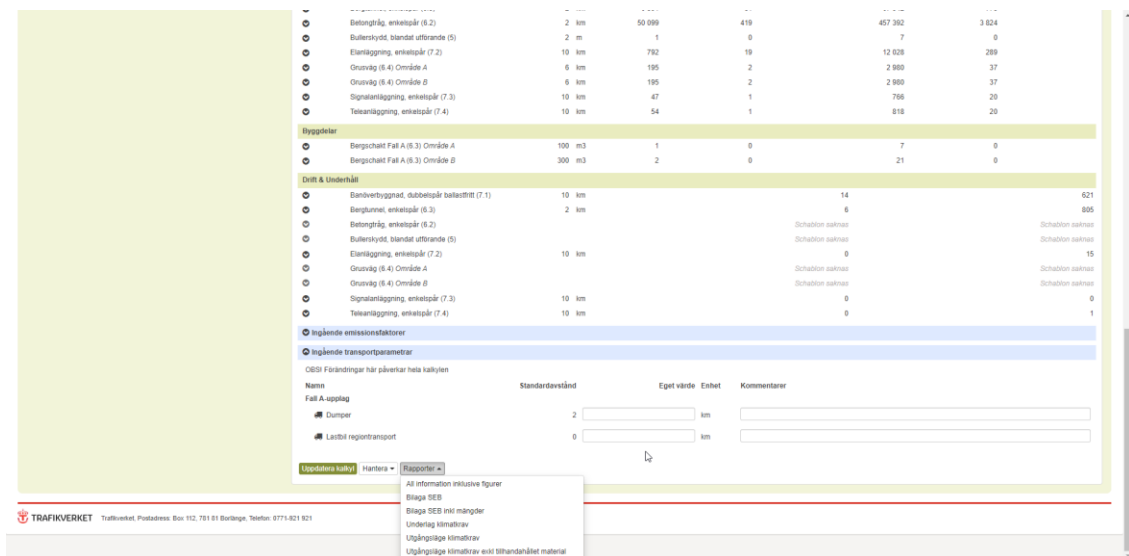 Betongtråg, enkelspår (6.2) 2 km 50 099 419 457 392 3 824
Bullerskydd, blandat utförande (5) 2 m 1 0 7 0
Elanläggning, enkelspår (7.2) 10 km 792 19 12 028 289
Grusväg (6.4) Område A 6 km 195 2 2 980 37
Grusväg (6.4) Område B 6 km 195 2 2 980 37
Signalanläggning, enkelspår (7.3) 10 km 47 1 766 20
Teleanläggning, enkelspår (7.4) 10 km 54 1 818 20
Byggdelar
Bergschakt Fall A (6.3) Område A 100 m3 1 0 7 0
Bergschakt Fall A (6.3) Område B 300 m3 2 0 21 0
Drift & Underhåll
Banöverbyggnad, dubbelspår ballastfritt (7.1) 10 km 14 621
Bergtunnel, enkelspår (6.3) 2 km 6 805
Betongtråg, enkelspår (6.2) Schablon saknas Schablon saknas
Bullerskydd, blandat utförande (5) Schablon saknas Schablon saknas
Elanläggning, enkelspår (7.2) 10 km 0 15
Grusväg (6.4) Område A Schablon saknas Schablon saknas
Grusväg (6.4) Område B Schablon saknas Schablon saknas
Signalanläggning, enkelspår (7.3) 10 km 0 0
Teleanläggning, enkelspår (7.4) 10 km 0 1
Ingående emissionsfaktorer
Ingående transportparametrar
OBS! Förändringar här påverkar hela kalkylen
Namn Standardavstånd Eget värde Enhet Kommentarer
Fall A-upplag
Dumper 2 km
Lastbil regiontransport 0 km
Uppdatera kalkyl Hantera Rapporter
All information inklusive figurer
Bilaga SEB
Bilaga SEB inkl mängder
Underlag klimatkrav
Utgångsläge klimatkrav
Utgångsläge klimatkrav exkl tillhandahållet material
TRAFIKVERKET Trafikverket, Postadress: Box 112, 781 01 Borlänge, Telefon: 0771-921 921